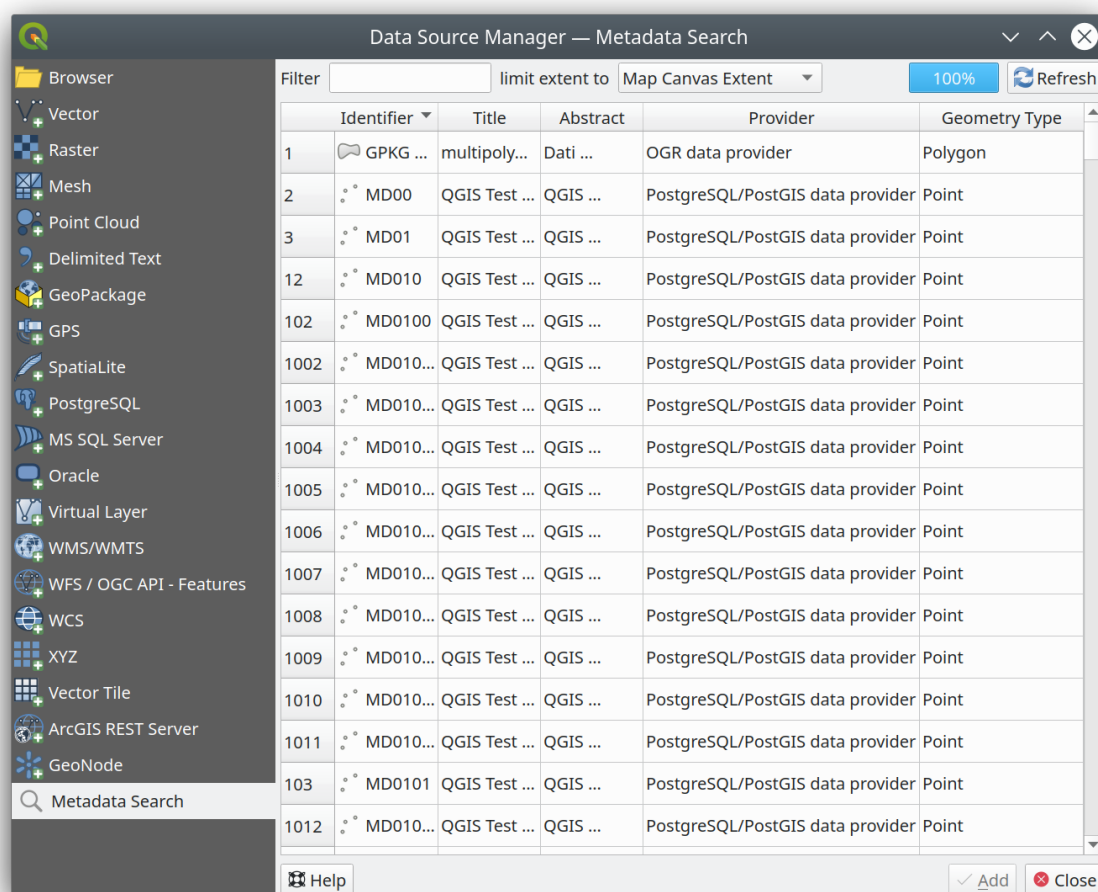 Data Source Manager — Metadata Search
Browser
Vector
Raster
Mesh
Point Cloud
Delimited Text
GeoPackage
GPS
SpatiaLite
PostgreSQL
MS SQL Server
Oracle
Virtual Layer
WMS/WMTS
WFS / OGC API - Features
WCS
XYZ
Vector Tile
ArcGIS REST Server
GeoNode
Metadata Search
Filter limit extent to Map Canvas Extent 100% Refresh
Identifier Title Abstract Provider Geometry Type
1 GPKG ... multipoly... Dati ... OGR data provider Polygon
2 MD00 QGIS Test ... QGIS ... PostgreSQL/PostGIS data provider Point
3 MD01 QGIS Test ... QGIS ... PostgreSQL/PostGIS data provider Point
12 MD010 QGIS Test ... QGIS ... PostgreSQL/PostGIS data provider Point
102 MD0100 QGIS Test ... QGIS ... PostgreSQL/PostGIS data provider Point
1002 MD010... QGIS Test ... QGIS ... PostgreSQL/PostGIS data provider Point
1003 MD010... QGIS Test ... QGIS ... PostgreSQL/PostGIS data provider Point
1004 MD010... QGIS Test ... QGIS ... PostgreSQL/PostGIS data provider Point
1005 MD010... QGIS Test ... QGIS ... PostgreSQL/PostGIS data provider Point
1006 MD010... QGIS Test ... QGIS ... PostgreSQL/PostGIS data provider Point
1007 MD010... QGIS Test ... QGIS ... PostgreSQL/PostGIS data provider Point
1008 MD010... QGIS Test ... QGIS ... PostgreSQL/PostGIS data provider Point
1009 MD010... QGIS Test ... QGIS ... PostgreSQL/PostGIS data provider Point
1010 MD010... QGIS Test ... QGIS ... PostgreSQL/PostGIS data provider Point
1011 MD010... QGIS Test ... QGIS ... PostgreSQL/PostGIS data provider Point
103 MD0101 QGIS Test ... QGIS ... PostgreSQL/PostGIS data provider Point
1012 MD010... QGIS Test ... QGIS ... PostgreSQL/PostGIS data provider Point
Help Add Close